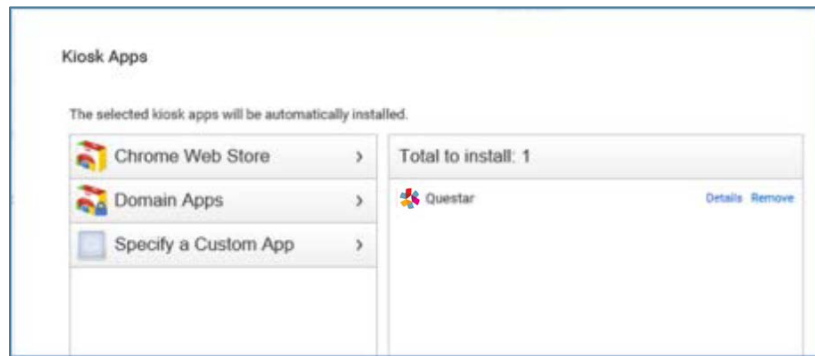 Kiosk Apps
The selected kiosk apps will be automatically installed.
Chrome Web Store
Domain Apps
Specify a Custom App
Total to install: 1
Questar Details Remove